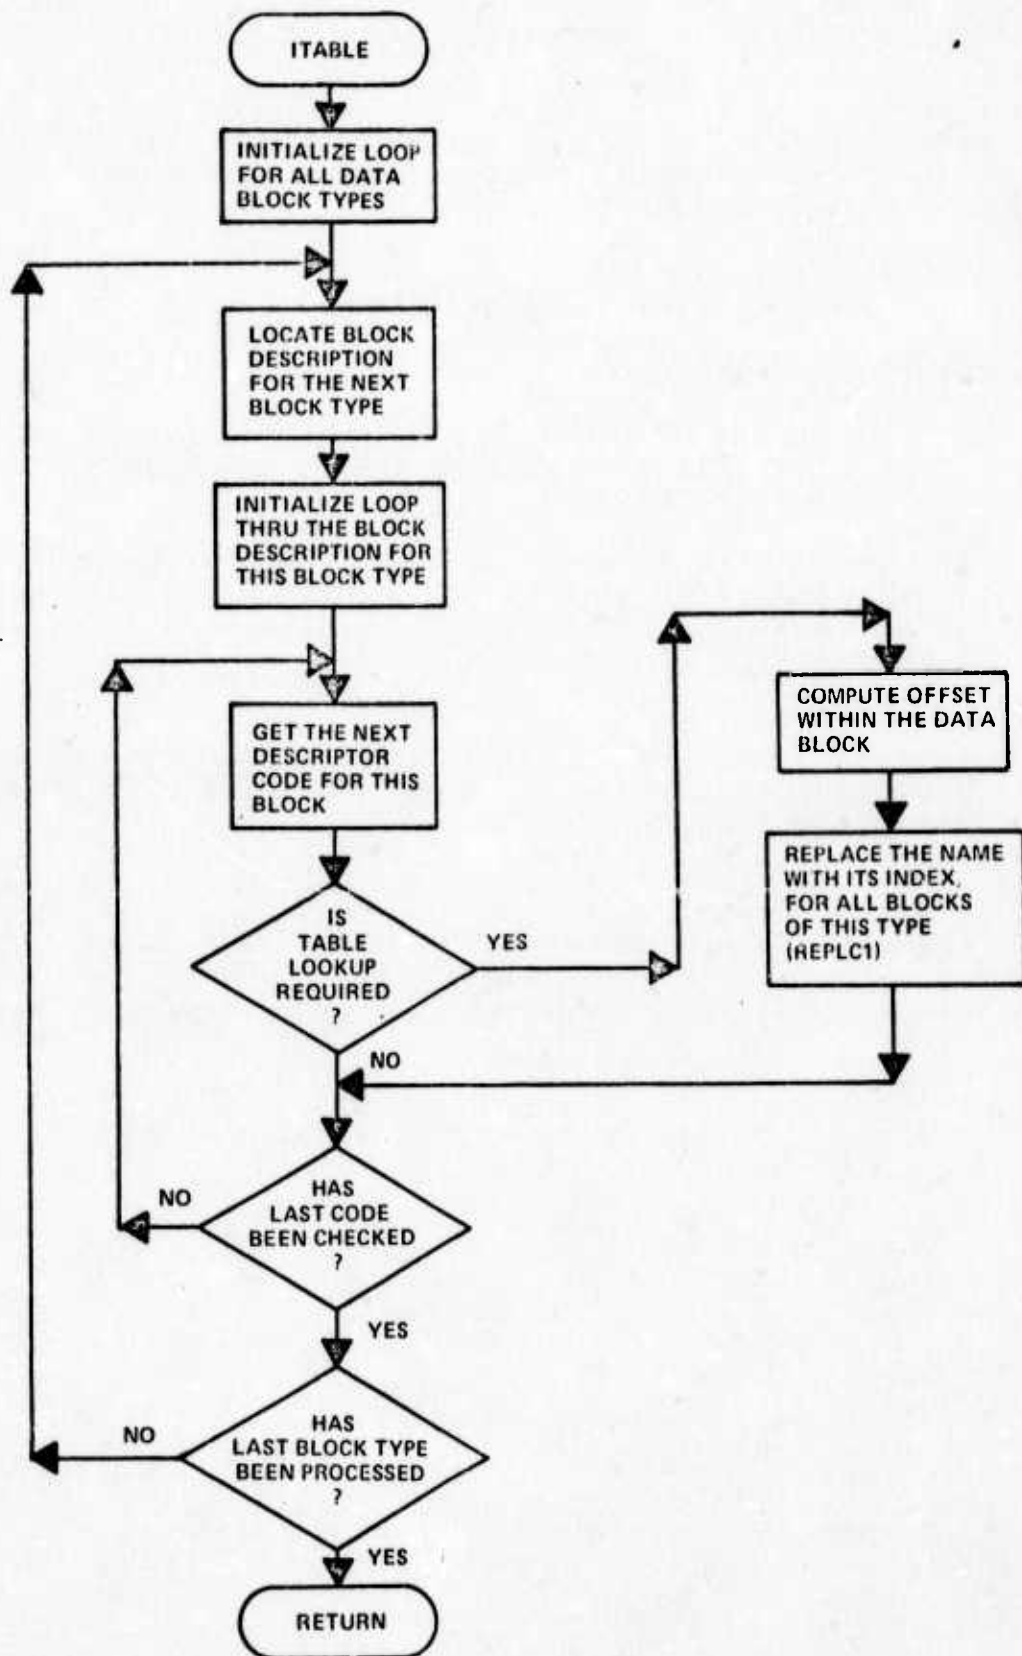 ITABLE
INITIALIZE LOOP
FOR ALL DATA
BLOCK TYPES
LOCATE BLOCK
DESCRIPTION
FOR THE NEXT
BLOCK TYPE
INITIALIZE LOOP
THRU THE BLOCK
DESCRIPTION FOR
THIS BLOCK TYPE
GET THE NEXT
DESCRIPTOR
CODE FOR THIS
BLOCK
IS
TABLE
LOOKUP
REQUIRED
?
YES
COMPUTE OFFSET
WITHIN THE DATA
BLOCK
REPLACE THE NAME
WITH ITS INDEX,
FOR ALL BLOCKS
OF THIS TYPE
(REPLC1)
NO
HAS
LAST CODE
BEEN CHECKED
?
NO
YES
HAS
LAST BLOCK TYPE
BEEN PROCESSED
?
NO
YES
RETURN